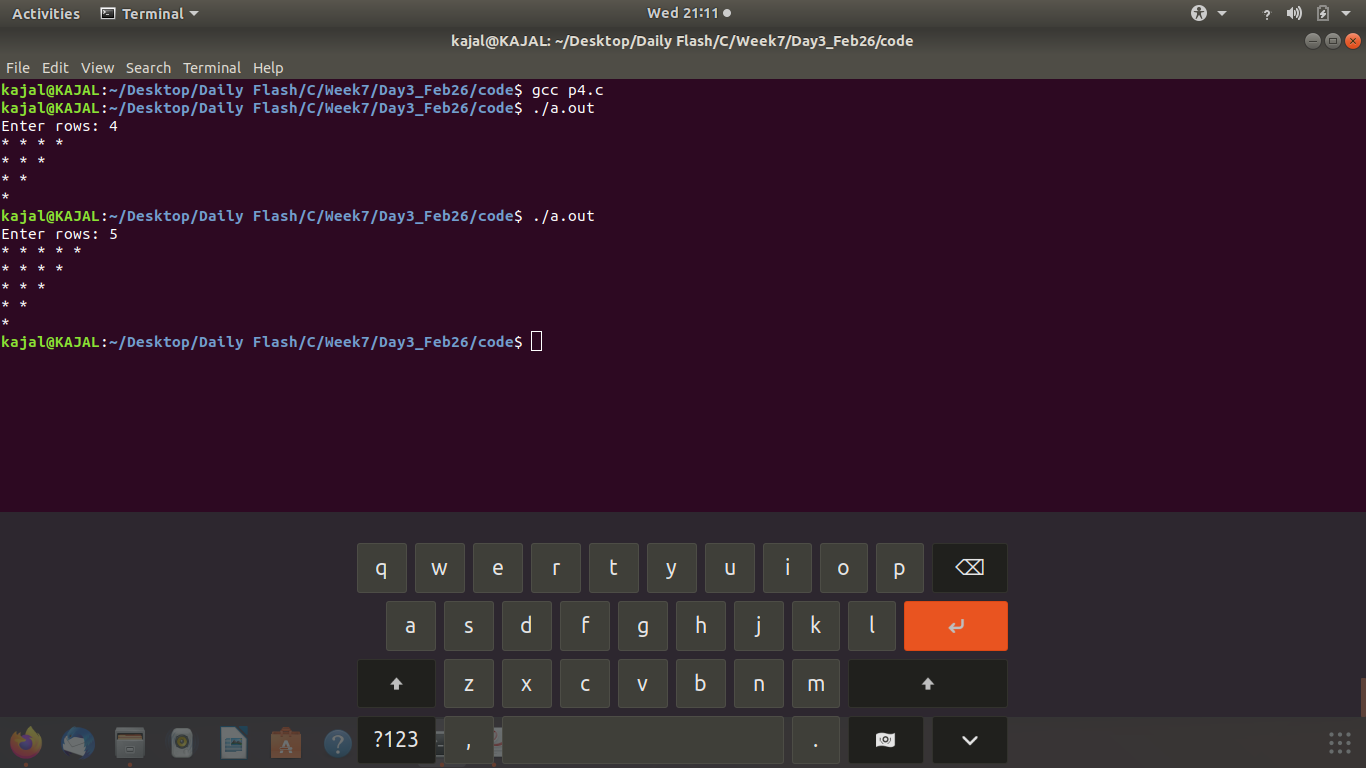 Activities Terminal Wed 21:11
kajal@KAJAL: ~/Desktop/Daily Flash/C/Week7/Day3_Feb26/code
File Edit View Search Terminal Help
kajal@KAJAL:~/Desktop/Daily Flash/C/Week7/Day3_Feb26/code$ gcc p4.c
kajal@KAJAL:~/Desktop/Daily Flash/C/Week7/Day3_Feb26/code$ ./a.out
Enter rows: 4
* * * *
* * *
* *
*
kajal@KAJAL:~/Desktop/Daily Flash/C/Week7/Day3_Feb26/code$ ./a.out
Enter rows: 5
* * * * *
* * * *
* * *
* *
*
kajal@KAJAL:~/Desktop/Daily Flash/C/Week7/Day3_Feb26/code$
q w e r t y u i o p
a s d f g h j k l
z x c v b n m
?123 , .